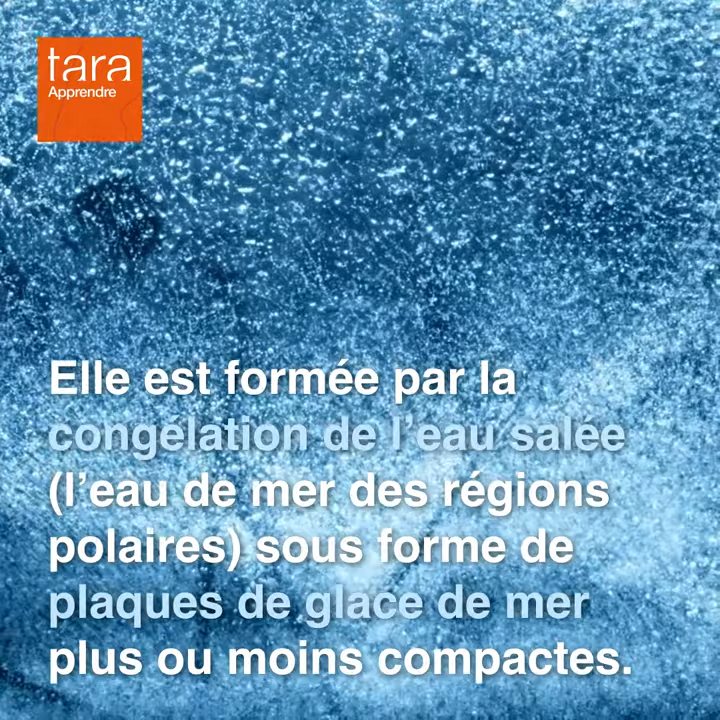 tara
Apprendre
Elle est formée par la
congélation de l’eau salée
(l’eau de mer des régions
polaires) sous forme de
plaques de glace de mer
plus ou moins compactes.